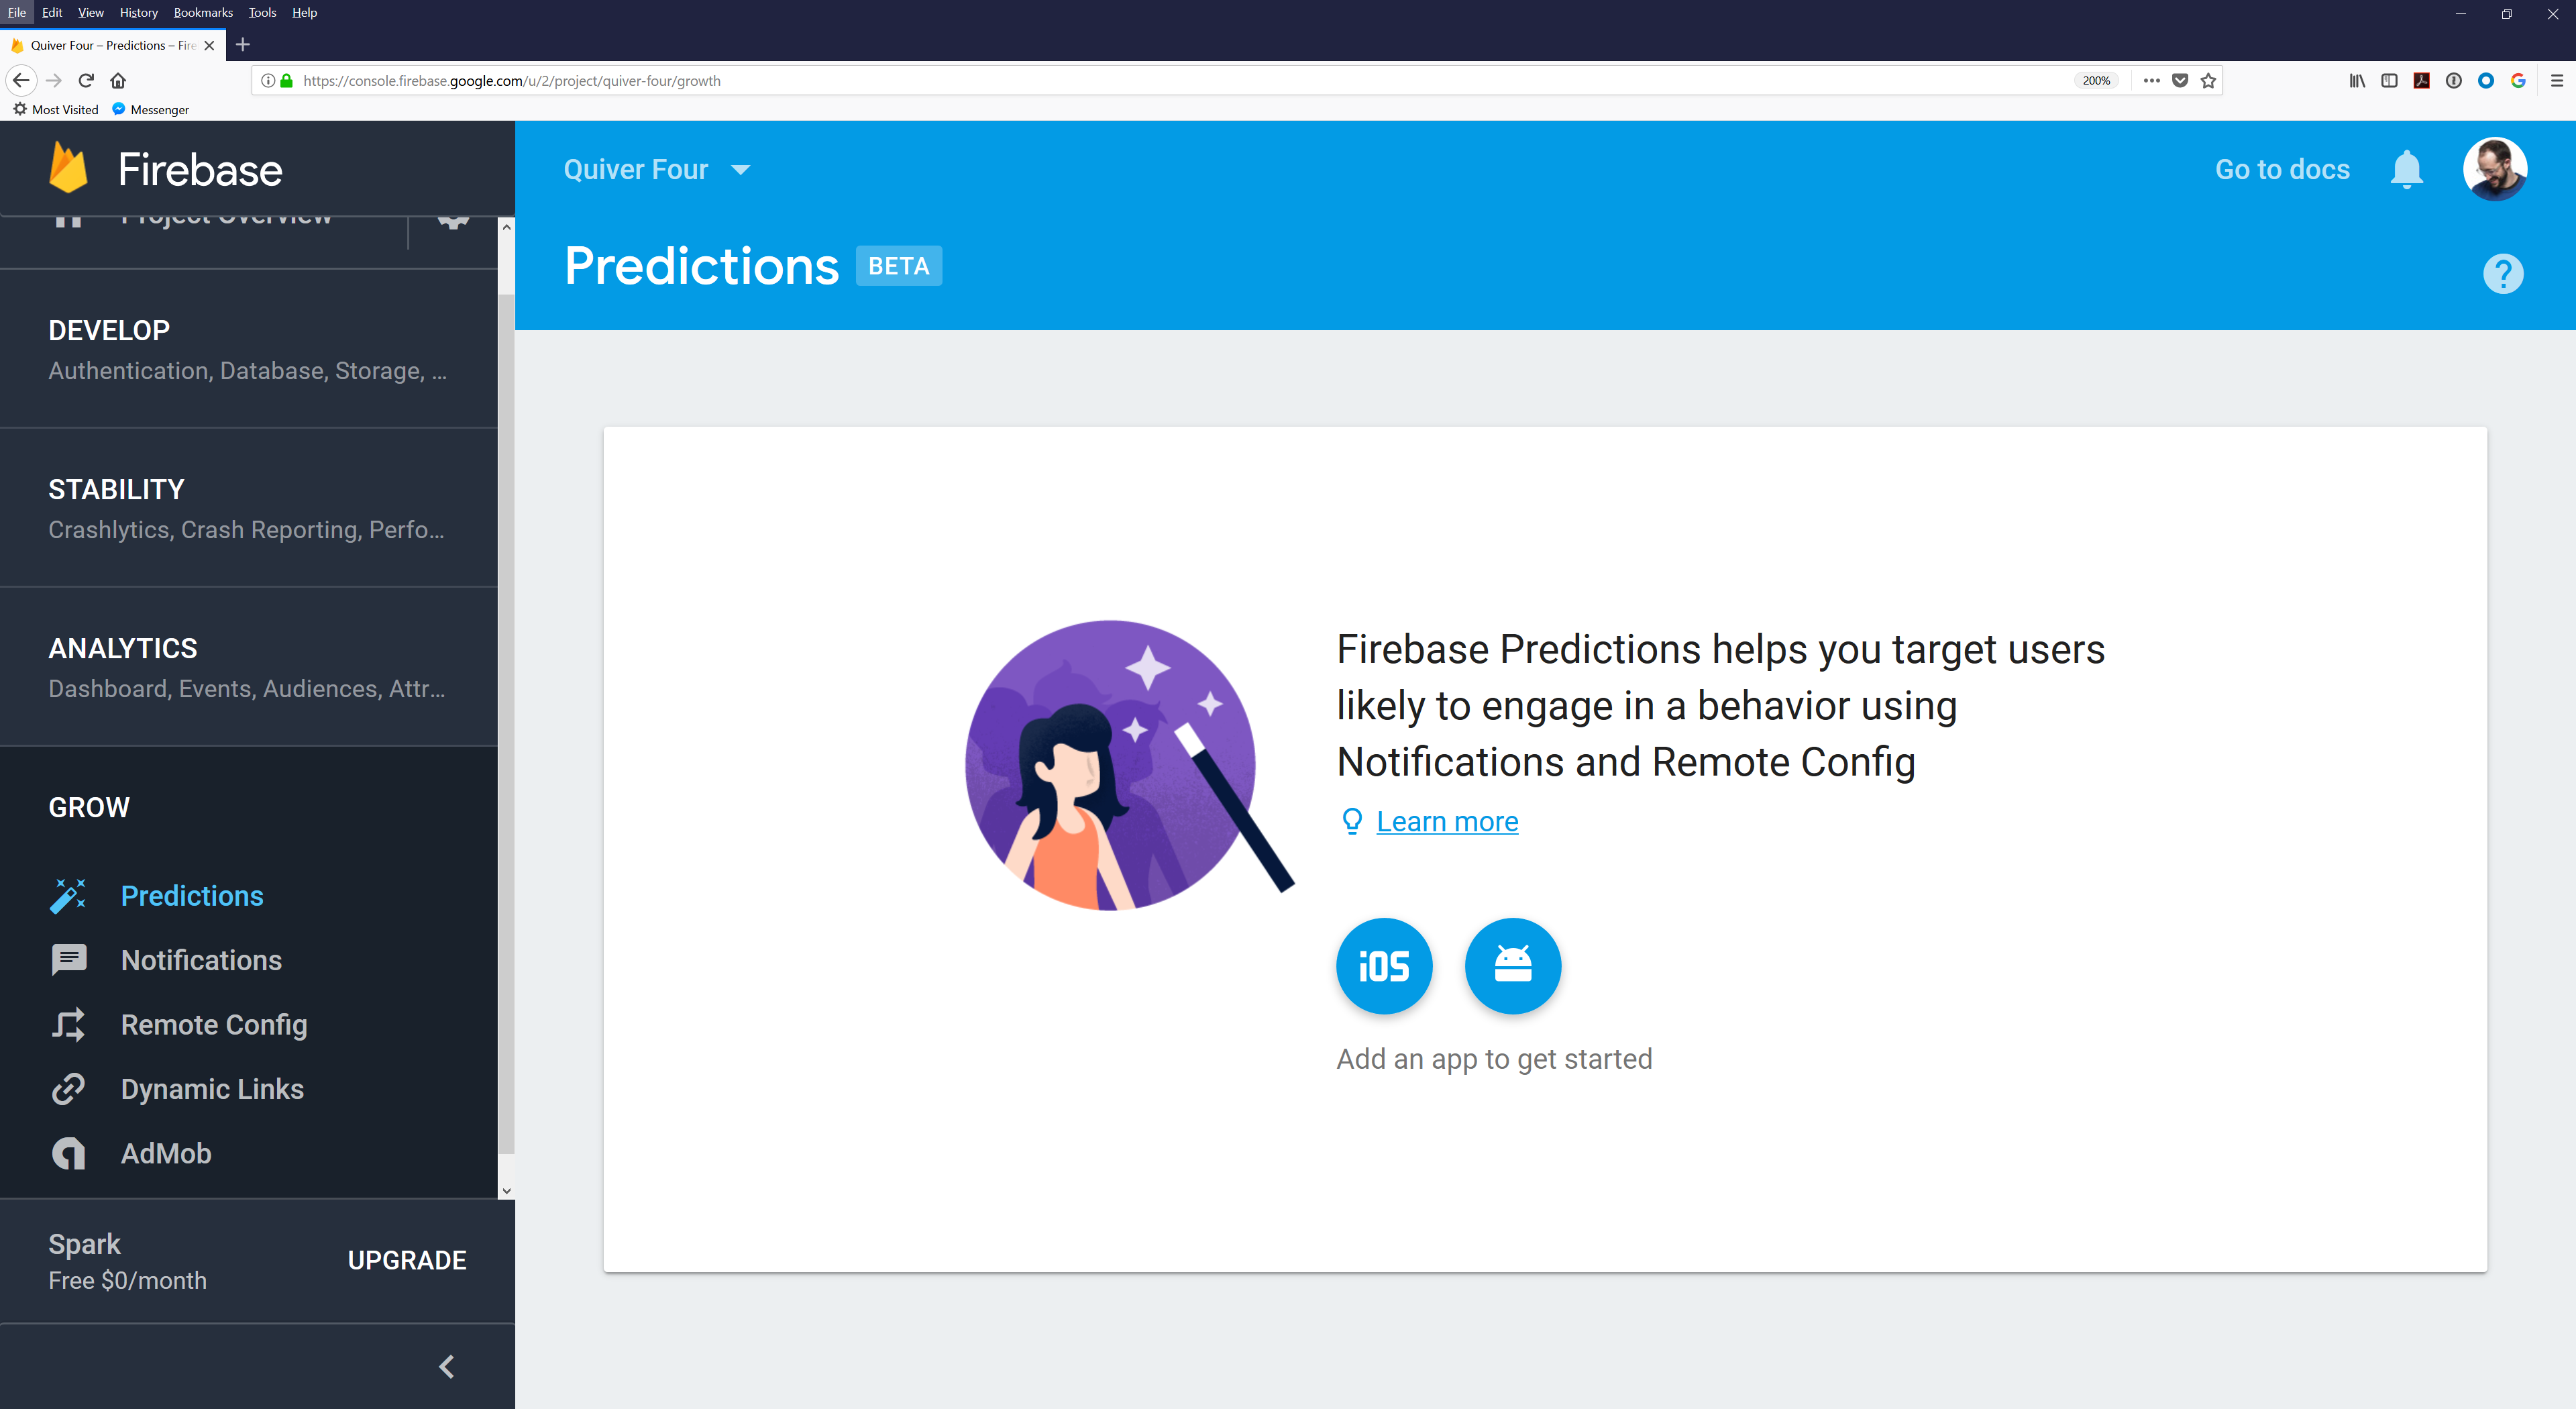 File Edit View History Bookmarks Tools Help
Quiver Four – Predictions – Fire
https://console.firebase.google.com/u/2/project/quiver-four/growth
200%
Most Visited Messenger
Firebase
Quiver Four
Go to docs
Project Overview
Predictions BETA
DEVELOP
Authentication, Database, Storage, ...
STABILITY
Crashlytics, Crash Reporting, Perfo...
ANALYTICS
Dashboard, Events, Audiences, Attr...
GROW
Predictions
Notifications
Remote Config
Dynamic Links
AdMob
Spark
Free $0/month
UPGRADE
Firebase Predictions helps you target users
likely to engage in a behavior using
Notifications and Remote Config
Learn more
iOS
Add an app to get started